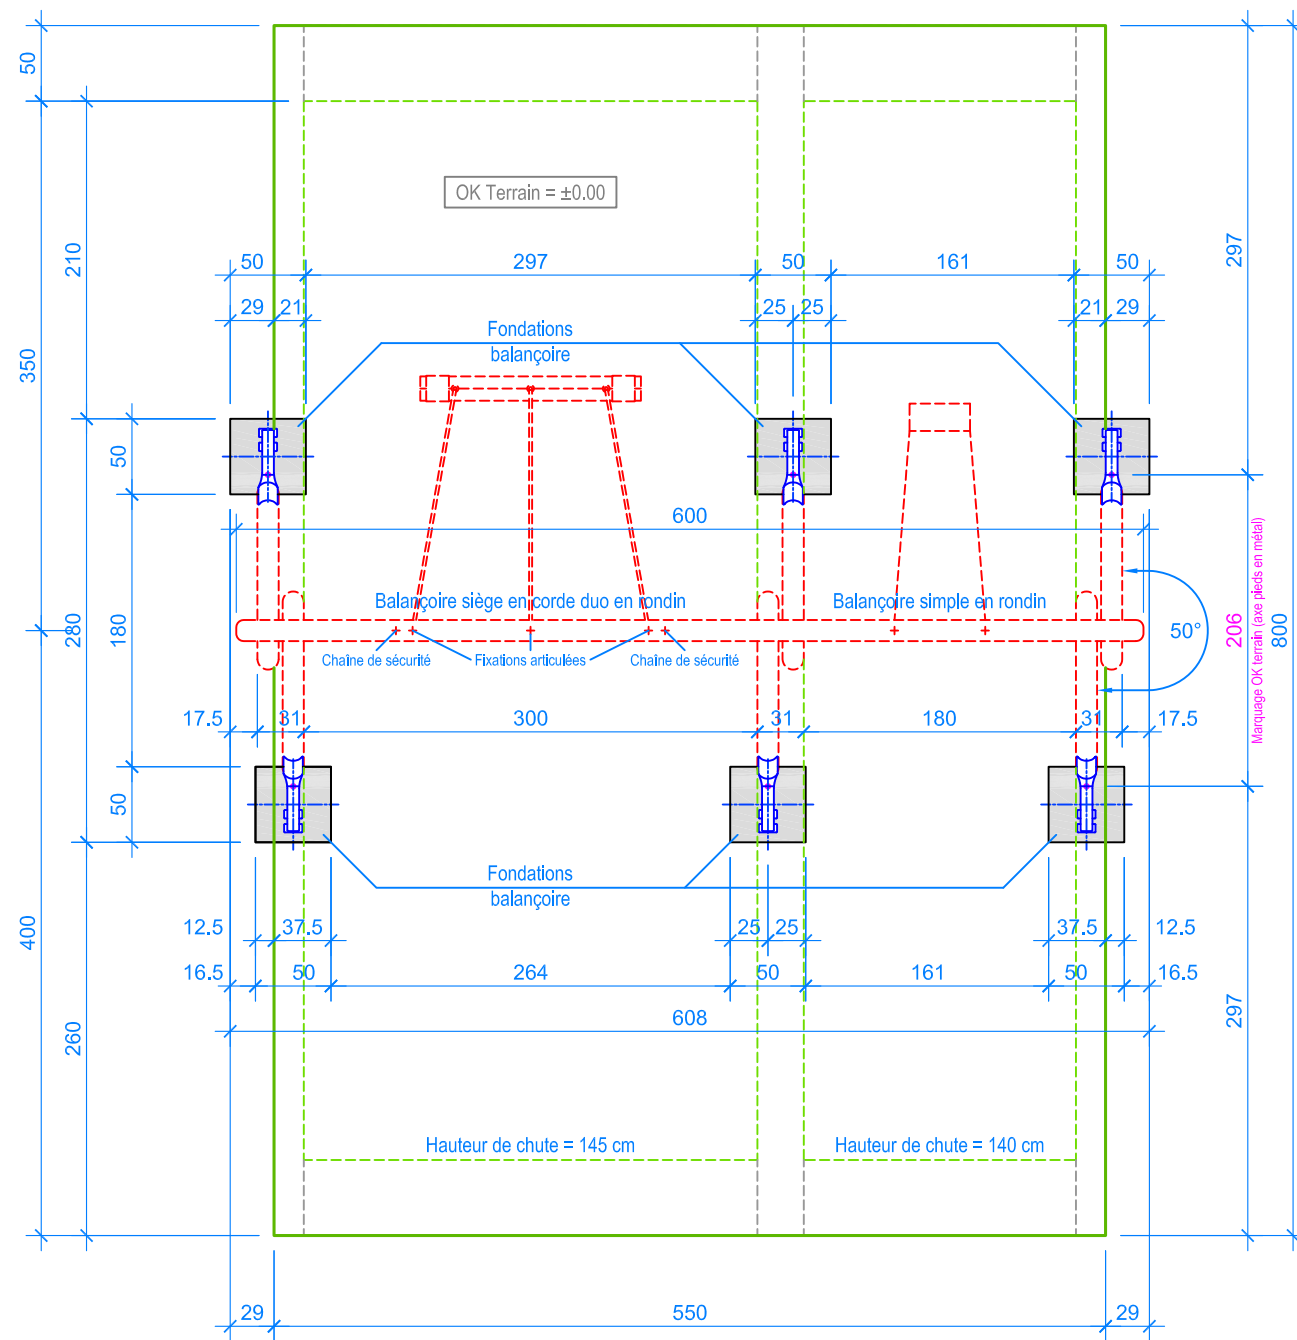 50
OK Terrain = ±0.00
210
297
50 297 50 161 50
29 21 25 25 21 29
Fondations
balançoire
350
50
600
Marquage OK terrain (axe pieds en métal)
206
800
50°
280
180
Balançoire siège en corde duo en rondin
Balançoire simple en rondin
Chaîne de sécurité
Fixations articulées
Chaîne de sécurité
17.5 31 300 31 180 31 17.5
50
Fondations
balançoire
400
12.5 37.5 25 25 37.5 12.5
16.5 50 264 50 161 50 16.5
297
608
260
Hauteur de chute = 145 cm
Hauteur de chute = 140 cm
29 550 29